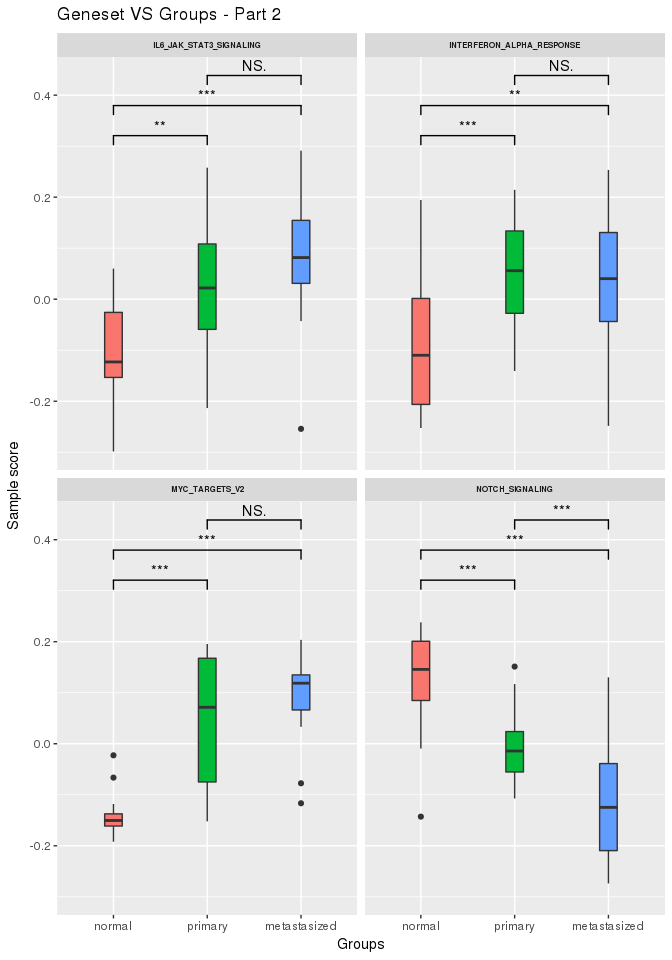 Geneset VS Groups - Part 2
IL6_JAK_STAT3_SIGNALING
INTERFERON_ALPHA_RESPONSE
NS.
NS.
0.4
***
**
**
***
0.2
0.0
-0.2
Sample score
MYC_TARGETS_V2
NOTCH_SIGNALING
NS.
***
0.4
***
***
***
***
0.2
0.0
-0.2
normal primary metastasized
normal primary metastasized
Groups